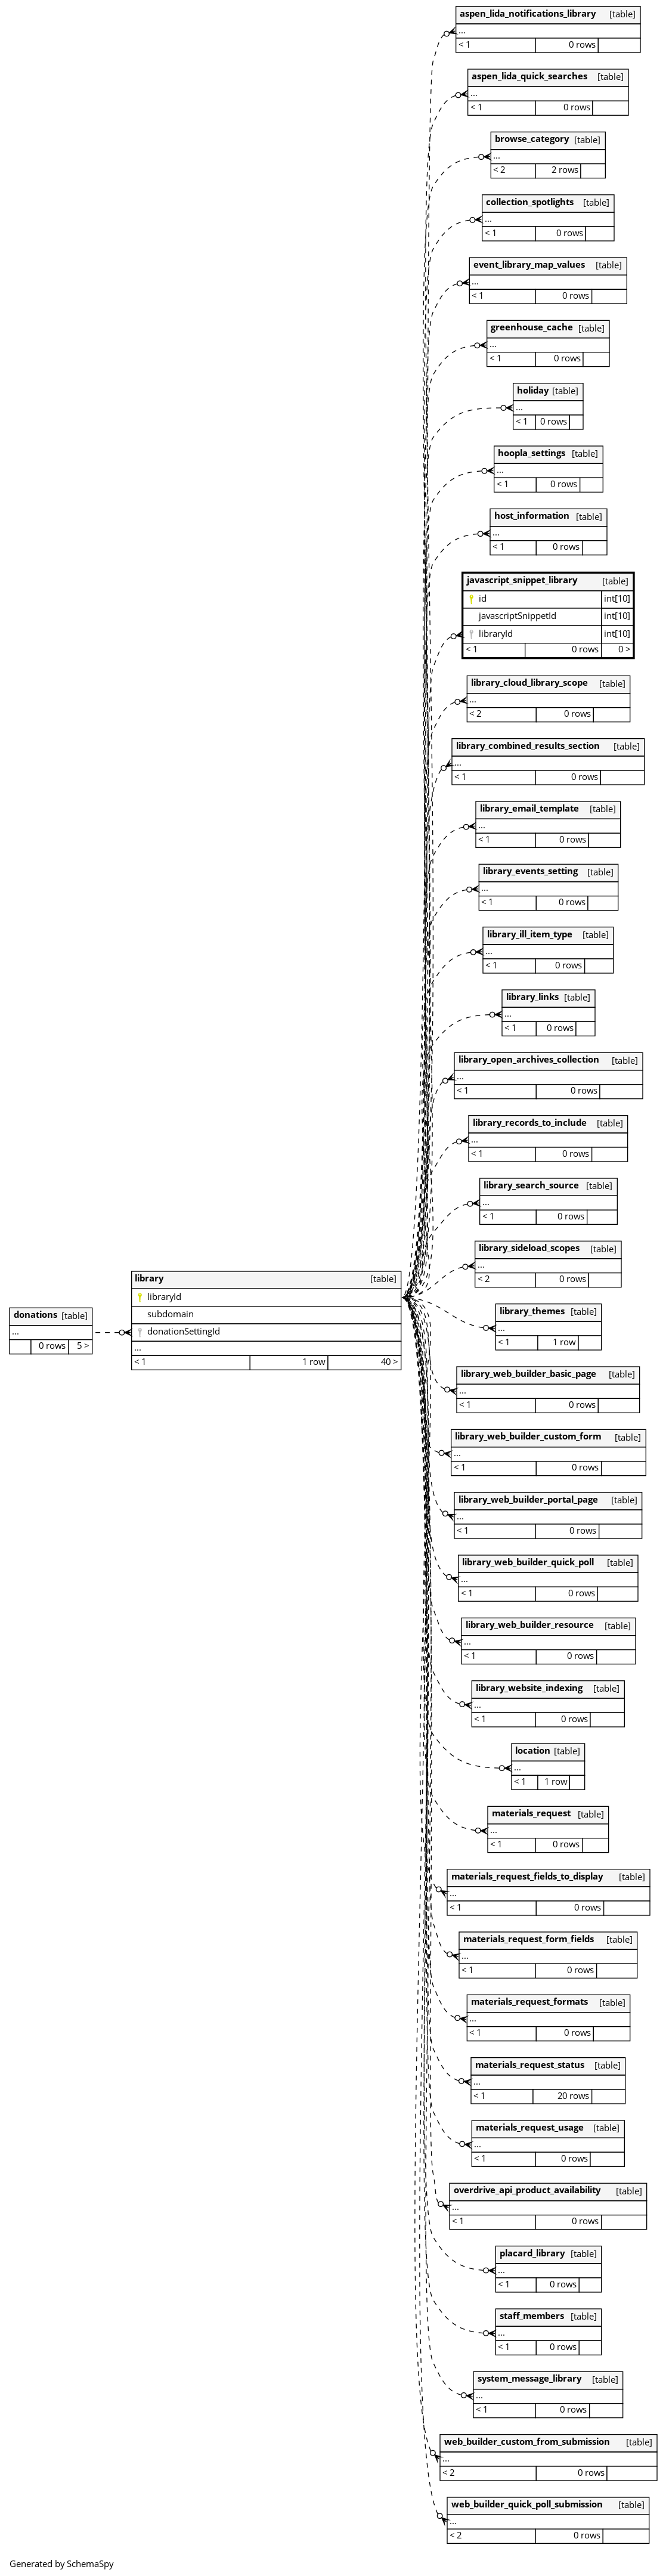 aspen_lida_notifications_library [table]
...
< 1 0 rows
aspen_lida_quick_searches [table]
...
< 1 0 rows
browse_category [table]
...
< 2 2 rows
collection_spotlights [table]
...
< 1 0 rows
event_library_map_values [table]
...
< 1 0 rows
greenhouse_cache [table]
...
< 1 0 rows
holiday [table]
...
< 1 0 rows
hoopla_settings [table]
...
< 1 0 rows
host_information [table]
...
< 1 0 rows
javascript_snippet_library [table]
id int[10]
javascriptSnippetId int[10]
libraryId int[10]
< 1 0 rows 0 >
library_cloud_library_scope [table]
...
< 2 0 rows
library_combined_results_section [table]
...
< 1 0 rows
library_email_template [table]
...
< 1 0 rows
library_events_setting [table]
...
< 1 0 rows
library_ill_item_type [table]
...
< 1 0 rows
library_links [table]
...
< 1 0 rows
library_open_archives_collection [table]
...
< 1 0 rows
library_records_to_include [table]
...
< 1 0 rows
library_search_source [table]
...
< 1 0 rows
library_sideload_scopes [table]
...
< 2 0 rows
library [table]
libraryId
subdomain
donationSettingId
...
< 1 1 row 40 >
donations [table]
...
0 rows 5 >
library_themes [table]
...
< 1 1 row
library_web_builder_basic_page [table]
...
< 1 0 rows
library_web_builder_custom_form [table]
...
< 1 0 rows
library_web_builder_portal_page [table]
...
< 1 0 rows
library_web_builder_quick_poll [table]
...
< 1 0 rows
library_web_builder_resource [table]
...
< 1 0 rows
library_website_indexing [table]
...
< 1 0 rows
location [table]
...
< 1 1 row
materials_request [table]
...
< 1 0 rows
materials_request_fields_to_display [table]
...
< 1 0 rows
materials_request_form_fields [table]
...
< 1 0 rows
materials_request_formats [table]
...
< 1 0 rows
materials_request_status [table]
...
< 1 20 rows
materials_request_usage [table]
...
< 1 0 rows
overdrive_api_product_availability [table]
...
< 1 0 rows
placard_library [table]
...
< 1 0 rows
staff_members [table]
...
< 1 0 rows
system_message_library [table]
...
< 1 0 rows
web_builder_custom_from_submission [table]
...
< 2 0 rows
web_builder_quick_poll_submission [table]
...
< 2 0 rows
Generated by SchemaSpy